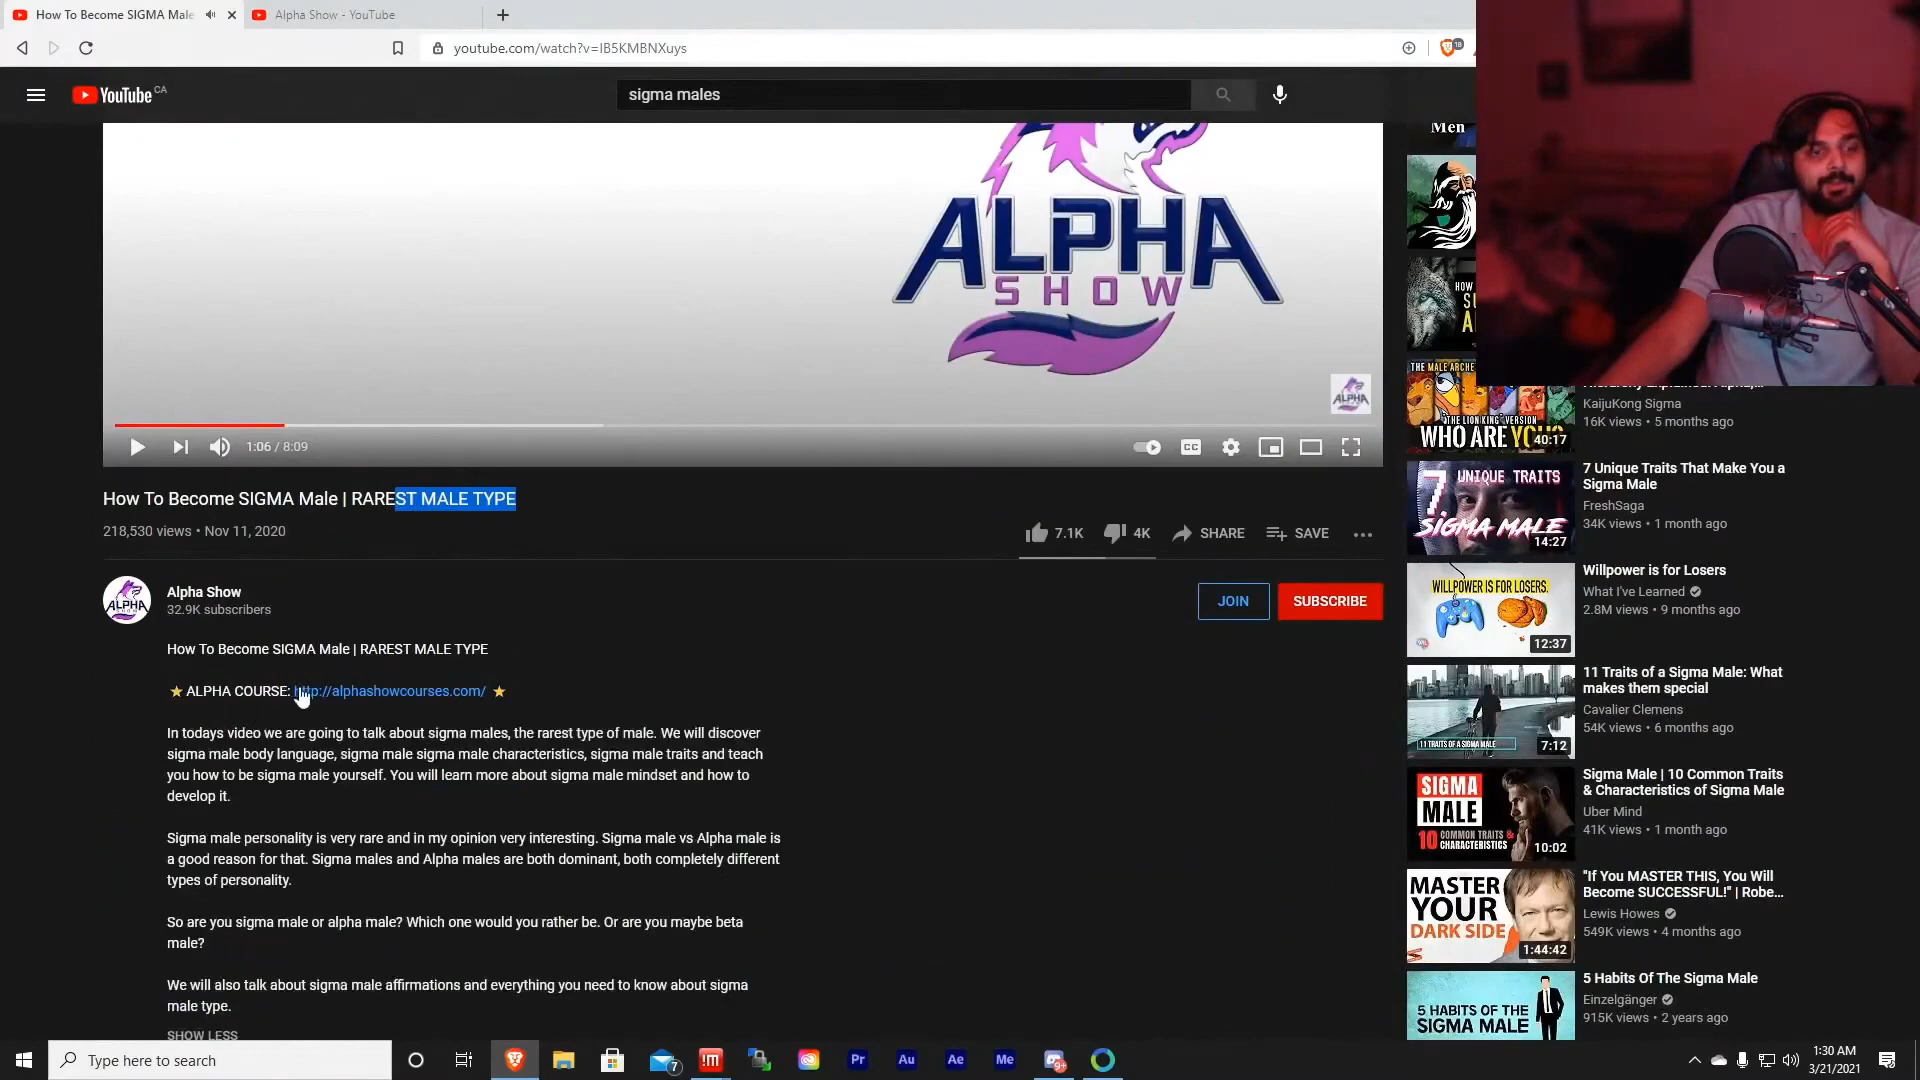 How To Become SIGMA Male
Alpha Show - YouTube
youtube.com/watch?v=IB5KMBNXuys
18
YouTube CA
sigma males
ALPHA
SHOW
ALPHA
1:06 / 8:09
CC
How To Become SIGMA Male | RAREST MALE TYPE
218,530 views • Nov 11, 2020
7.1K
4K
SHARE
SAVE
ALPHA
Alpha Show
32.9K subscribers
JOIN
SUBSCRIBE
How To Become SIGMA Male | RAREST MALE TYPE
★ ALPHA COURSE: http://alphashowcourses.com/ ★
In todays video we are going to talk about sigma males, the rarest type of male. We will discover
sigma male body language, sigma male sigma male characteristics, sigma male traits and teach
you how to be sigma male yourself. You will learn more about sigma male mindset and how to
develop it.
Sigma male personality is very rare and in my opinion very interesting. Sigma male vs Alpha male is
a good reason for that. Sigma males and Alpha males are both dominant, both completely different
types of personality.
So are you sigma male or alpha male? Which one would you rather be. Or are you maybe beta
male?
We will also talk about sigma male affirmations and everything you need to know about sigma
male type.
SHOW LESS
Men
HOW
THE MALE ARCHE
THE LION KING VERSION
WHO ARE YOU
40:17
KaijuKong Sigma
16K views • 5 months ago
7 UNIQUE TRAITS
SIGMA MALE
14:27
7 Unique Traits That Make You a
Sigma Male
FreshSaga
34K views • 1 month ago
WILLPOWER IS FOR LOSERS.
12:37
Willpower is for Losers
What I've Learned
2.8M views • 9 months ago
11 TRAITS OF A SIGMA MALE
7:12
11 Traits of a Sigma Male: What
makes them special
Cavalier Clemens
54K views • 6 months ago
SIGMA
MALE
10 COMMON TRAITS &
CHARACTERISTICS
10:02
Sigma Male | 10 Common Traits
& Characteristics of Sigma Male
Uber Mind
41K views • 1 month ago
MASTER
YOUR
DARK SIDE
1:44:42
"If You MASTER THIS, You Will
Become SUCCESSFUL!" | Robe...
Lewis Howes
549K views • 4 months ago
5 HABITS OF THE
SIGMA MALE
5 Habits Of The Sigma Male
Einzelgänger
915K views • 2 years ago
Type here to search
7
!M
Pr
Au
Ae
Me
9+
1:30 AM
3/21/2021